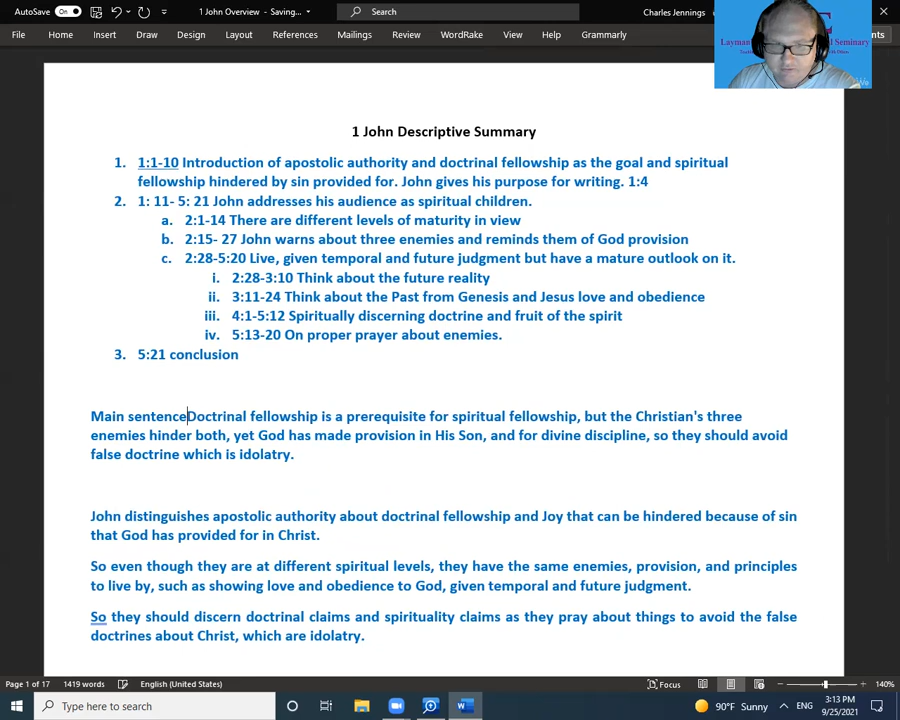 AutoSave On 1 John Overview - Saving... Search Charles Jennings
File Home Insert Draw Design Layout References Mailings Review WordRake View Help Grammarly
1 John Descriptive Summary
1. 1:1-10 Introduction of apostolic authority and doctrinal fellowship as the goal and spiritual
fellowship hindered by sin provided for. John gives his purpose for writing. 1:4
2. 1: 11- 5: 21 John addresses his audience as spiritual children.
a. 2:1-14 There are different levels of maturity in view
b. 2:15- 27 John warns about three enemies and reminds them of God provision
c. 2:28-5:20 Live, given temporal and future judgment but have a mature outlook on it.
i. 2:28-3:10 Think about the future reality
ii. 3:11-24 Think about the Past from Genesis and Jesus love and obedience
iii. 4:1-5:12 Spiritually discerning doctrine and fruit of the spirit
iv. 5:13-20 On proper prayer about enemies.
3. 5:21 conclusion
Main sentenceDoctrinal fellowship is a prerequisite for spiritual fellowship, but the Christian's three
enemies hinder both, yet God has made provision in His Son, and for divine discipline, so they should avoid
false doctrine which is idolatry.
John distinguishes apostolic authority about doctrinal fellowship and Joy that can be hindered because of sin
that God has provided for in Christ.
So even though they are at different spiritual levels, they have the same enemies, provision, and principles
to live by, such as showing love and obedience to God, given temporal and future judgment.
So they should discern doctrinal claims and spirituality claims as they pray about things to avoid the false
doctrines about Christ, which are idolatry.
Page 1 of 17 1419 words English (United States) Focus 140%
Type here to search 90°F Sunny ENG 3:13 PM
9/25/2021